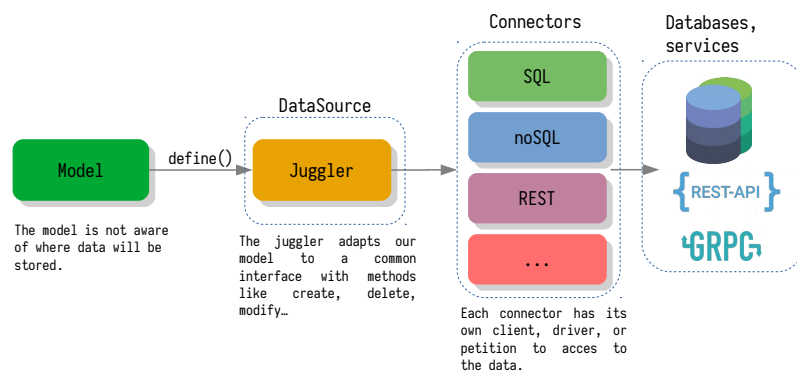 Connectors
Databases,
services
SQL
DataSource
noSQL
define()
Model
Juggler
REST
{REST-API}
The model is not aware
of where data will be
stored.
The juggler adapts our
model to a common
interface with methods
like create, delete,
modify…
...
GRPC
Each connector has its
own client, driver, or
petition to acces to
the data.